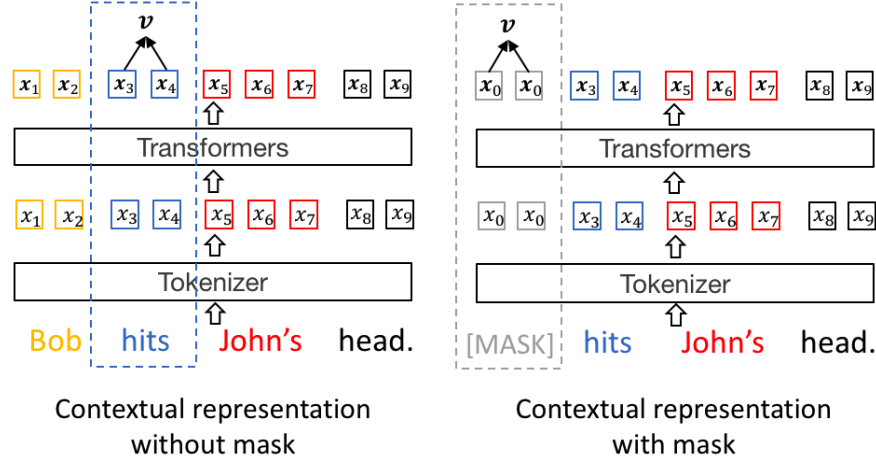 v
x1 x2 x3 x4 x5 x6 x7 x8 x9
Transformers
x1 x2 x3 x4 x5 x6 x7 x8 x9
Tokenizer
Bob hits John's head.
Contextual representation
without mask
v
x0 x0 x3 x4 x5 x6 x7 x8 x9
Transformers
x0 x0 x3 x4 x5 x6 x7 x8 x9
Tokenizer
[MASK] hits John's head.
Contextual representation
with mask